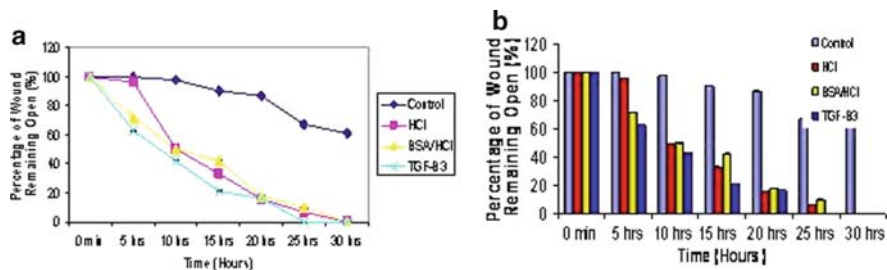 a
120
100
80
60
40
20
0
Percentage of Wound
Remaining Open (%)
0 min 5 hrs 10 hrs 15 hrs 20 hrs 25 hrs 30 hrs
Time (Hours)
Control
HCl
BSA/HCl
TGF-B3
b
120
100
80
60
40
20
0
Percentage of Wound
Remaining Open (%)
0 min 5 hrs 10 hrs 15 hrs 20 hrs 25 hrs 30 hrs
Time (Hours)
Control
HCl
BSA/HCl
TGF-B3